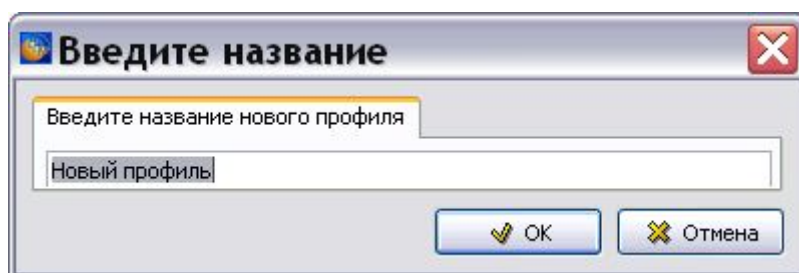 Введите название
Введите название нового профиля
Новый профиль
OK
Отмена